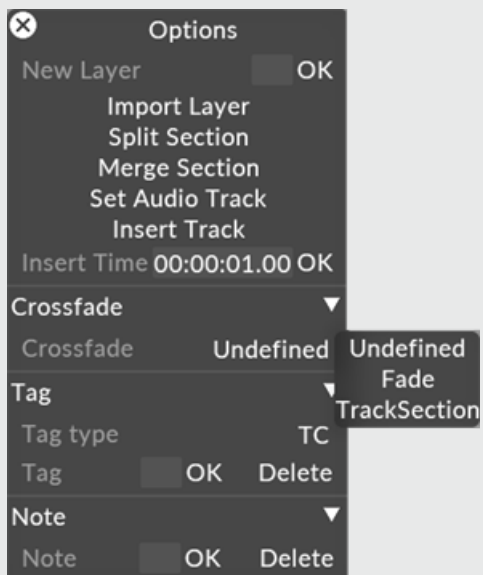 Options
New Layer OK
Import Layer
Split Section
Merge Section
Set Audio Track
Insert Track
Insert Time 00:00:01.00 OK
Crossfade
Crossfade Undefined
Undefined
Fade
TrackSection
Tag
Tag type TC
Tag OK Delete
Note
Note OK Delete